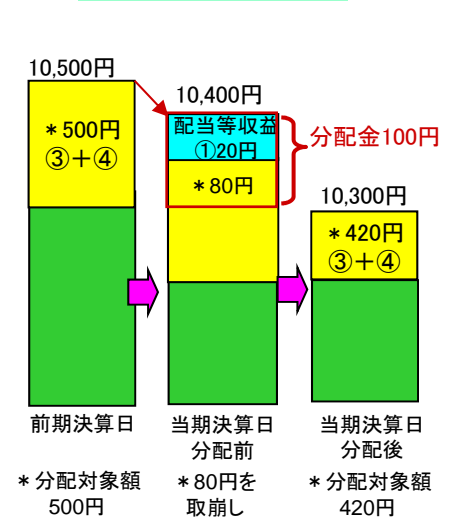 10,500円
10,400円
*500円
③+④
配当等収益
①20円
分配金100円
*80円
10,300円
*420円
③+④
前期決算日
当期決算日
分配前
当期決算日
分配後
*分配対象額
500円
*80円を
取崩し
*分配対象額
420円